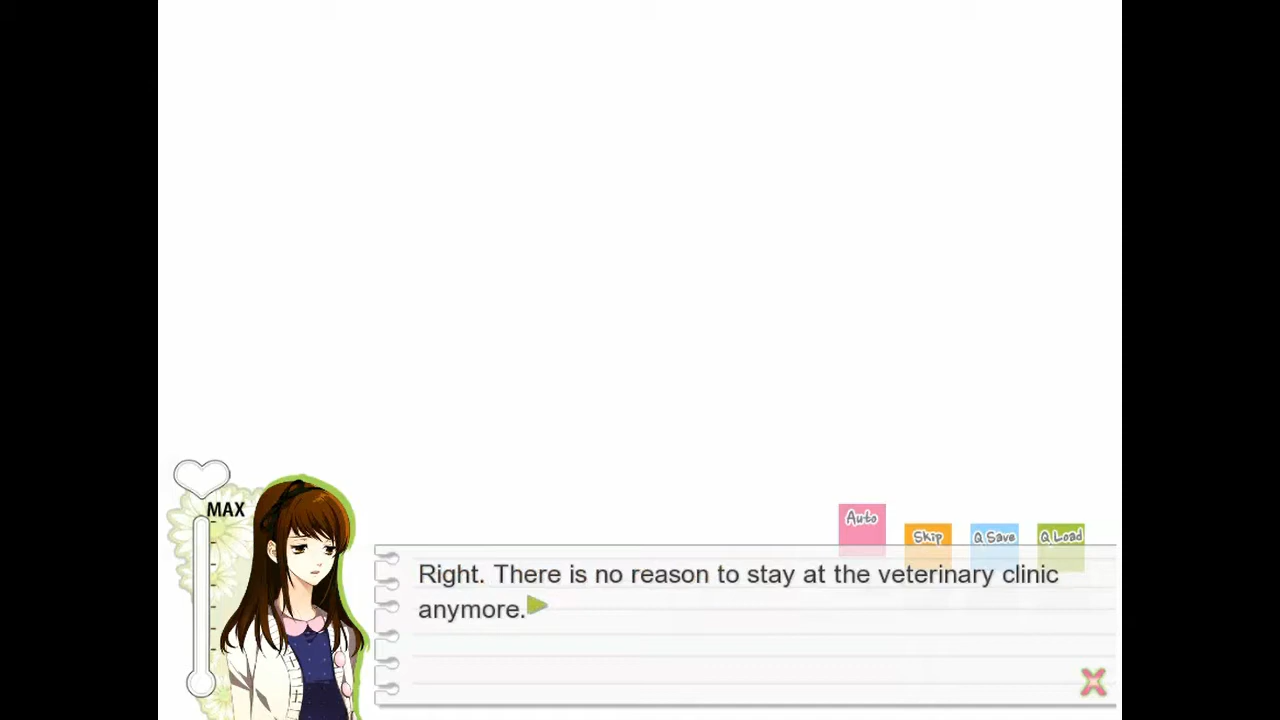 MAX
Auto
Skip
Q Save
Q Load
Right. There is no reason to stay at the veterinary clinic
anymore.